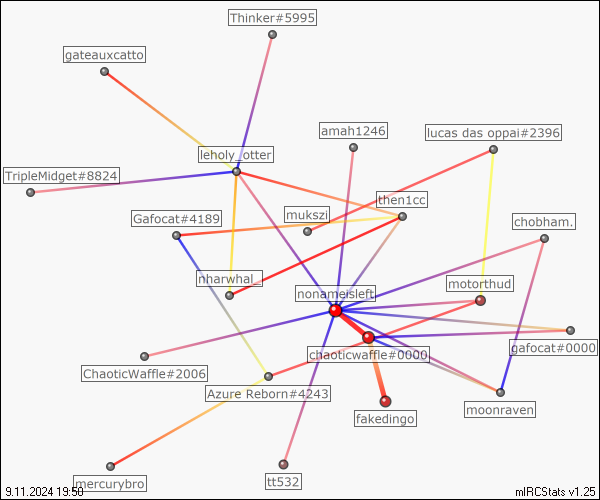 Thinker#5995
gateauxcatto
amah1246
lucas das oppai#2396
leholy_otter
TripleMidget#8824
then1cc
Gafocat#4189
mukszi
chobham.
nharwhal_
motorthud
nonameisleft
gafocat#0000
chaoticwaffle#0000
ChaoticWaffle#2006
Azure Reborn#4243
moonraven
fakedingo
mercurybro
tt532
9.11.2024 19:50
mIRCStats v1.25